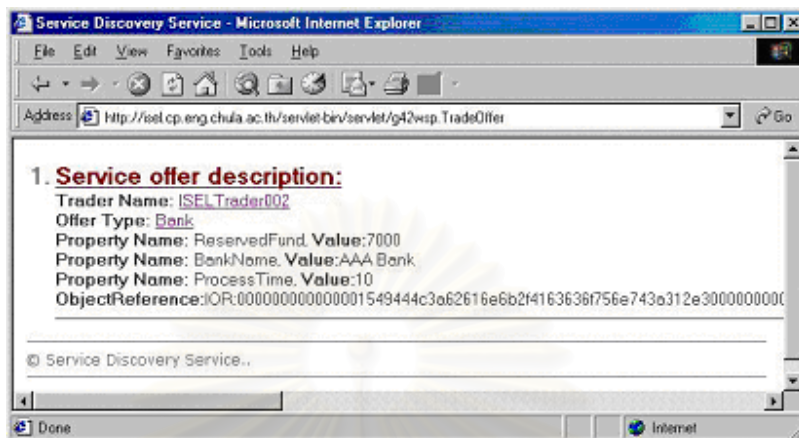 Service Discovery Service - Microsoft Internet Explorer
File Edit View Favorites Tools Help
Address http://isel.cp.eng.chula.ac.th/servlet-bin/servlet/g42wsp.TradeOffer Go
1. Service offer description:
Trader Name: ISELTrader002
Offer Type: Bank
Property Name: ReservedFund, Value:7000
Property Name: BankName, Value:AAA Bank
Property Name: ProcessTime, Value:10
ObjectReference:IOR:000000000000001549444c3a62616e6b2f4163636f756e743a312e3000000000
© Service Discovery Service..
Done Internet